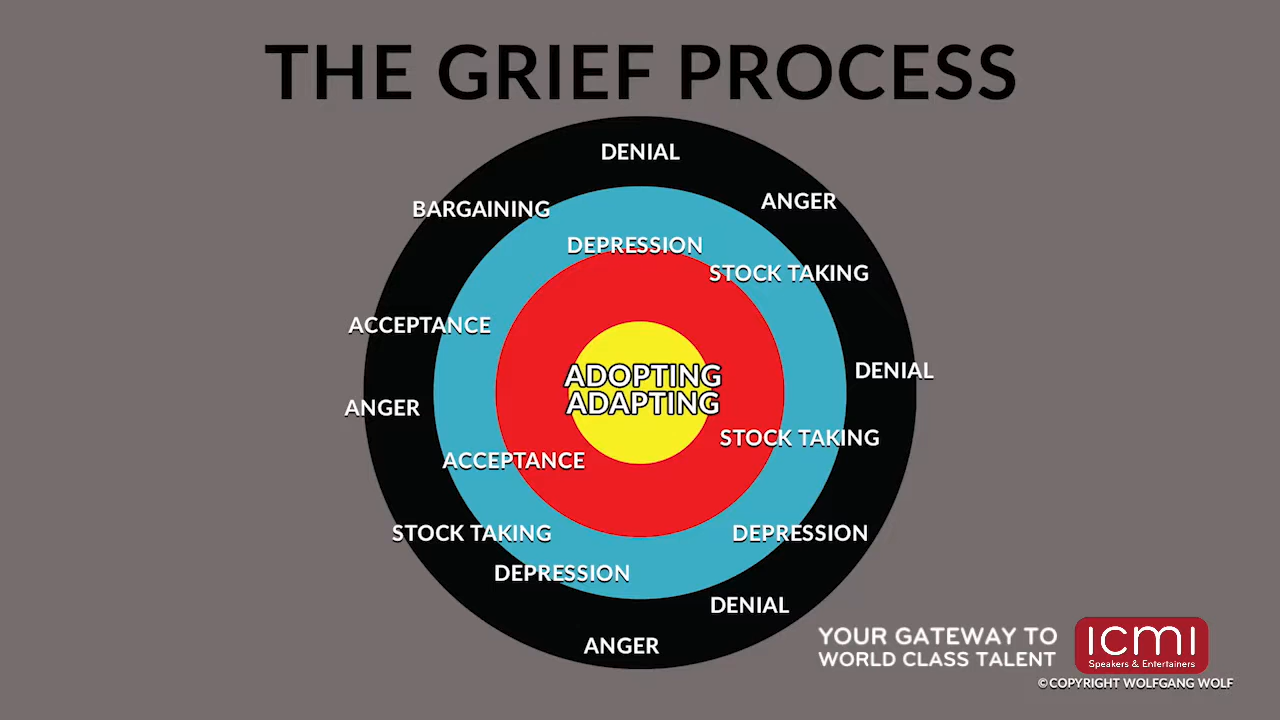 THE GRIEF PROCESS
DENIAL
ANGER
BARGAINING
DEPRESSION
STOCK TAKING
ACCEPTANCE
DENIAL
ADOPTING
ADAPTING
ANGER
STOCK TAKING
ACCEPTANCE
STOCK TAKING
DEPRESSION
DEPRESSION
DENIAL
ANGER
YOUR GATEWAY TO
WORLD CLASS TALENT
ICMI
Speakers & Entertainers
©COPYRIGHT WOLFGANG WOLF